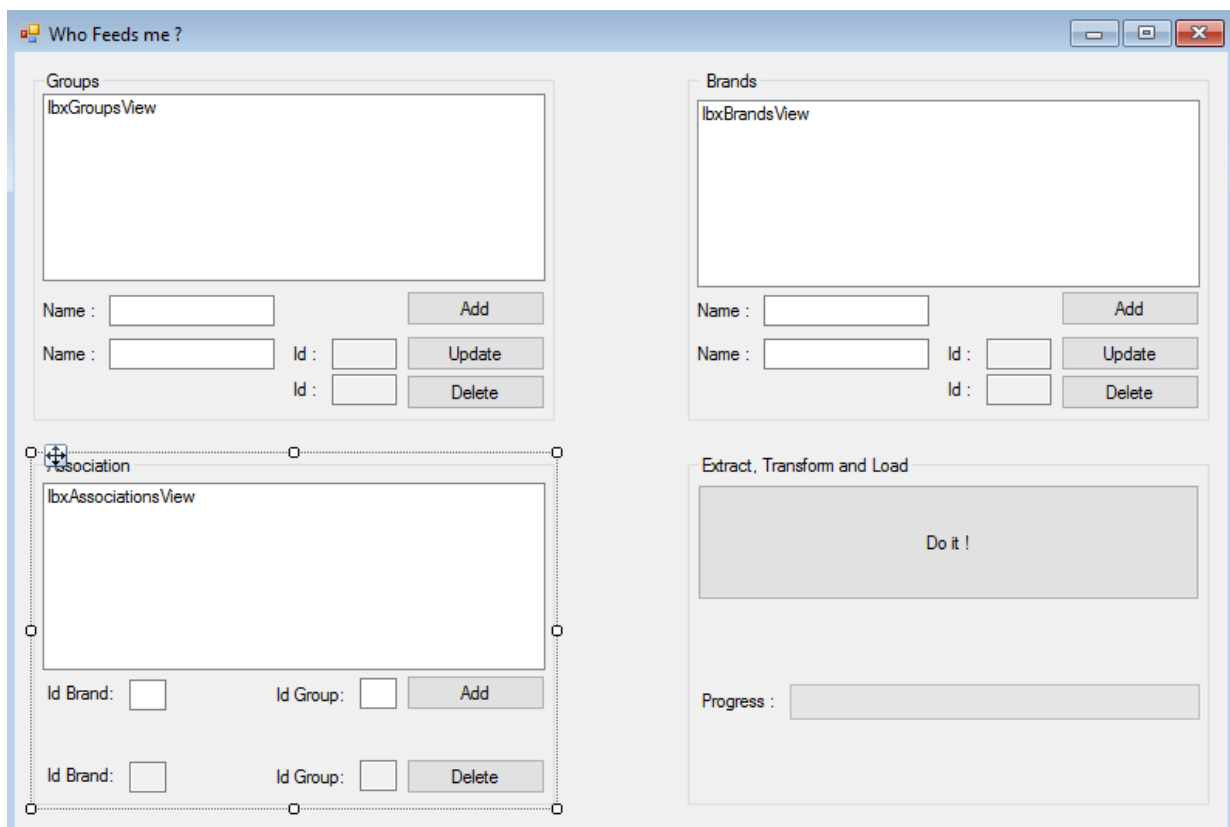 Who Feeds me ?
Groups
lbxGroupsView
Name :
Add
Name :
Id :
Update
Id :
Delete
Brands
lbxBrandsView
Name :
Add
Name :
Id :
Update
Id :
Delete
Association
lbxAssociationsView
Id Brand:
Id Group:
Add
Id Brand:
Id Group:
Delete
Extract, Transform and Load
Do it !
Progress :